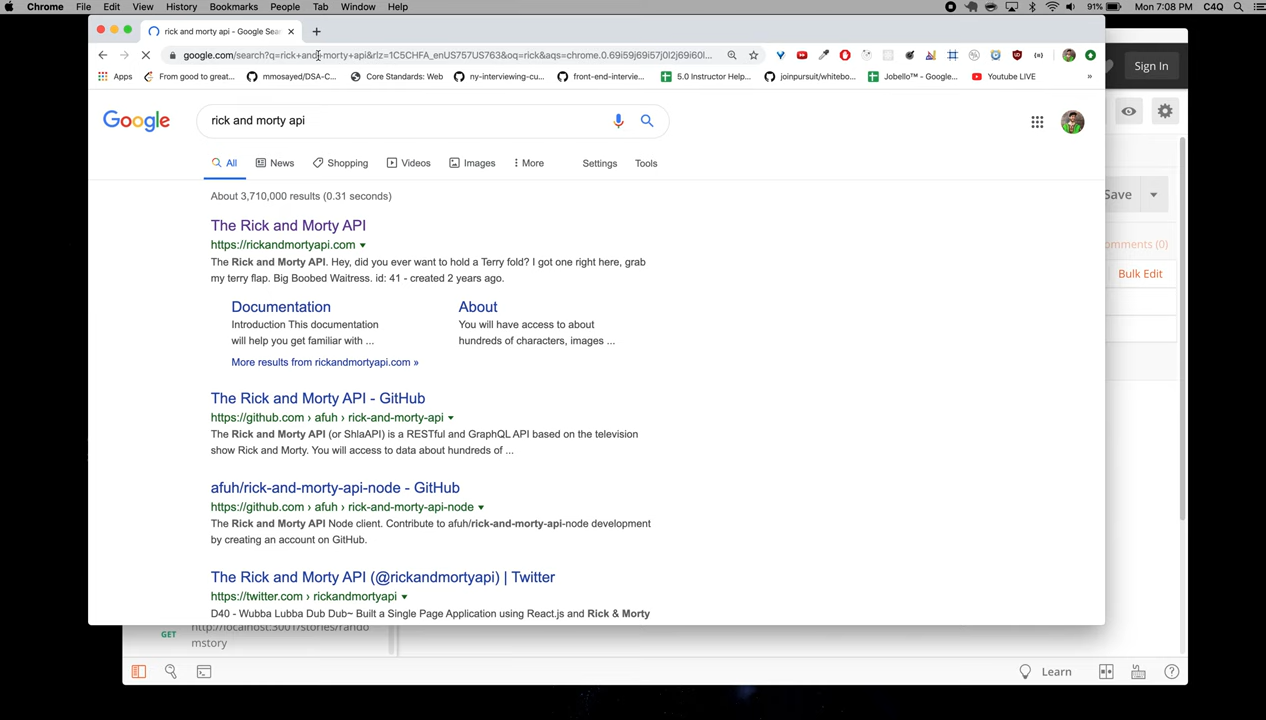 Chrome File Edit View History Bookmarks People Tab Window Help 91% Mon 7:08 PM C4Q
rick and morty api - Google Sea
google.com/search?q=rick+and+morty+api&rlz=1C5CHFA_enUS757US763&oq=rick&aqs=chrome.0.69i59j69i57j0l2j69i60l...
Apps From good to great... mmosayed/DSA-C... Core Standards: Web ny-interviewing-cu... front-end-intervie... 5.0 Instructor Help... joinpursuit/whitebo... Jobello™ - Google... Youtube LIVE »
Sign In
Google rick and morty api
All News Shopping Videos Images More Settings Tools
Save
About 3,710,000 results (0.31 seconds)
The Rick and Morty API
https://rickandmortyapi.com
omments (0)
The Rick and Morty API. Hey, did you ever want to hold a Terry fold? I got one right here, grab
my terry flap. Big Boobed Waitress. id: 41 - created 2 years ago.
Bulk Edit
Documentation
Introduction This documentation
will help you get familiar with ...
About
You will have access to about
hundreds of characters, images ...
More results from rickandmortyapi.com »
The Rick and Morty API - GitHub
https://github.com › afuh › rick-and-morty-api
The Rick and Morty API (or ShlaAPI) is a RESTful and GraphQL API based on the television
show Rick and Morty. You will access to data about hundreds of ...
afuh/rick-and-morty-api-node - GitHub
https://github.com › afuh › rick-and-morty-api-node
The Rick and Morty API Node client. Contribute to afuh/rick-and-morty-api-node development
by creating an account on GitHub.
The Rick and Morty API (@rickandmortyapi) | Twitter
https://twitter.com › rickandmortyapi
D40 - Wubba Lubba Dub Dub~ Built a Single Page Application using React.js and Rick & Morty
GET http://localhost:3001/stories/rando
mstory
Learn